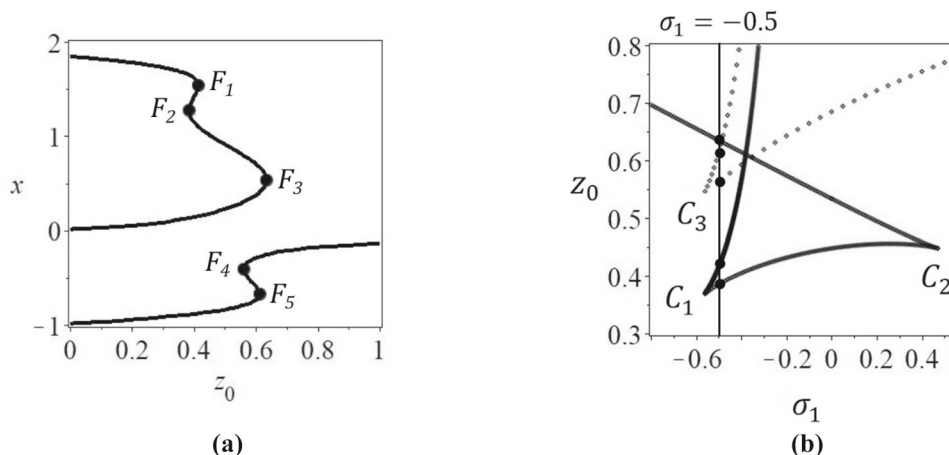 2
1
0
−1
x
F₁
F₂
F₃
F₄
F₅
0 0.2 0.4 0.6 0.8 1
z₀
(a)
σ₁ = −0.5
0.8
0.7
0.6
0.5
0.4
0.3
z₀
C₃
C₁
C₂
−0.6 −0.2 0 0.2 0.4
σ₁
(b)